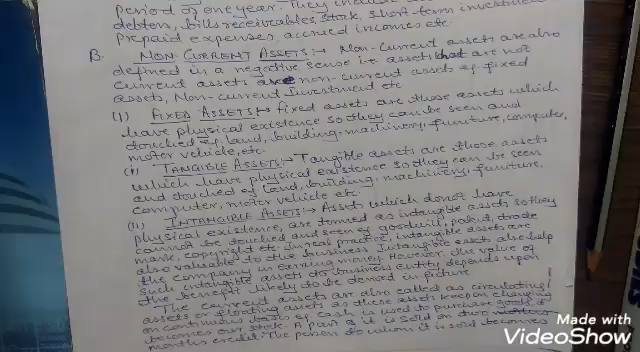 Period of one year. They include
debtors, bills receivables, stock, short term investment
Prepaid expenses accrued incomes etc.
B. NON-CURRENT ASSETS:→ Non-current assets are also
defined in a negative sense i.e assets that are not
current assets are non-current assets eg fixed
assets, Non-current Investment etc
(I) FIXED ASSETS:→ fixed assets are those assets which
have physical existence so they can be seen and
touched eg land, building, machinery, furniture, computer,
motor vehicle, etc.
(i) TANGIBLE ASSETS:- Tangible assets are those assets
which have physical existence so they can be seen
and touched eg land, building, machinery, furniture,
computer, motor vehicle etc.
(ii) INTANGIBLE ASSETS:→ Assets which do not have
physical existence, are termed as intangible assets so they
cannot be touched and seen eg goodwill, patent, trade
mark, copyright etc. In real practice, intangible assets are
also valuable to the business Intangible assets also help
the company in earning money. However the value of
such intangible assets to business entity depends upon
the benefit likely to be derived in future.
The current assets are also called as circulating
assets or floating assets as these assets keep on changing
on continuous basis eg. cash is used to purchase goods, it
becomes our stock. A part of it is sold on two
months credit. The person to whom it is sold becomes
Made with
VideoShow